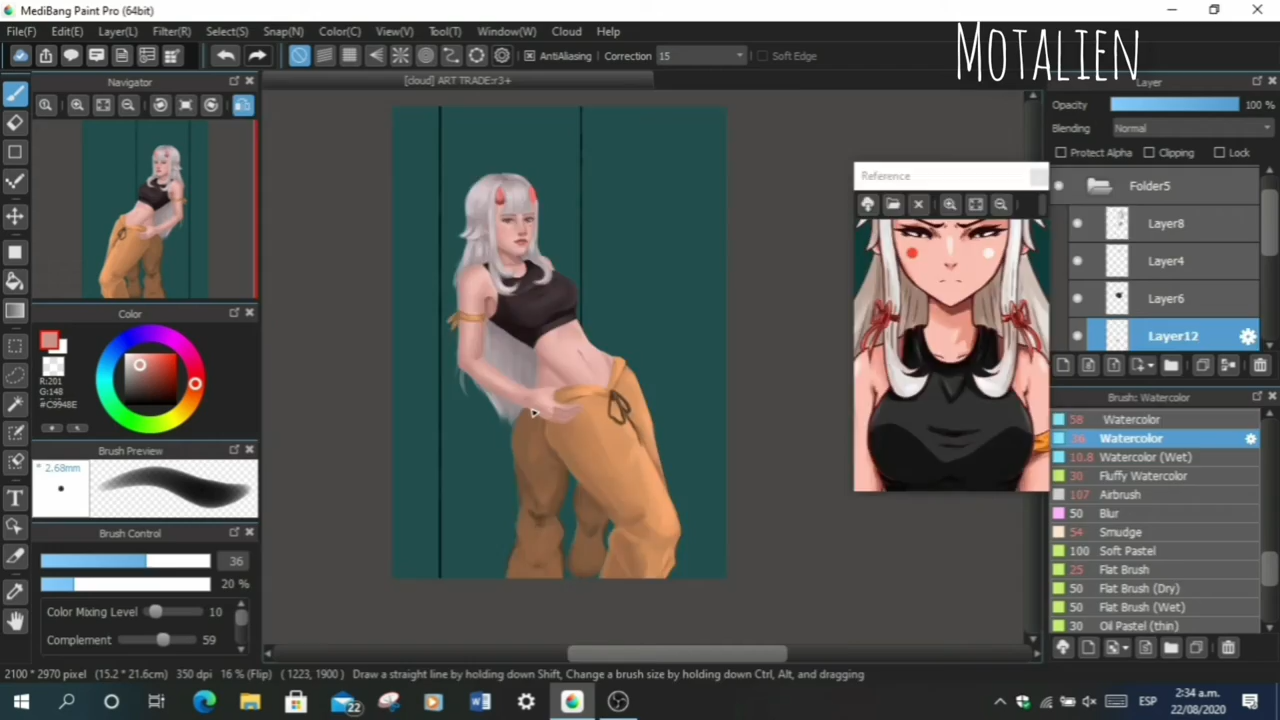 MediBang Paint Pro (64bit)
File(F) Edit(E) Layer(L) Filter(R) Select(S) Snap(N) Color(C) View(V) Tool(T) Window(W) Cloud Help
MOTALIEN
AntiAliasing Correction 15 Soft Edge
Navigator
[cloud] ART TRADE:r3+
Layer
Opacity 100 %
Blending Normal
Protect Alpha Clipping Lock
Folder5
Layer8
Layer4
Layer6
Layer12
Reference
Color
R:201
G:148
#C9948E
Brush Preview
* 2.68mm
Brush Control
36
20 %
Color Mixing Level 10
Complement 59
Brush: Watercolor
58 Watercolor
36 Watercolor
10.8 Watercolor (Wet)
30 Fluffy Watercolor
107 Airbrush
50 Blur
54 Smudge
100 Soft Pastel
25 Flat Brush
50 Flat Brush (Dry)
50 Flat Brush (Wet)
30 Oil Pastel (thin)
2100 * 2970 pixel (15.2 * 21.6cm) 350 dpi 16 % (Flip) ( 1223, 1900 ) Draw a straight line by holding down Shift, Change a brush size by holding down Ctrl, Alt, and dragging
22
ESP
2:34 a.m.
22/08/2020